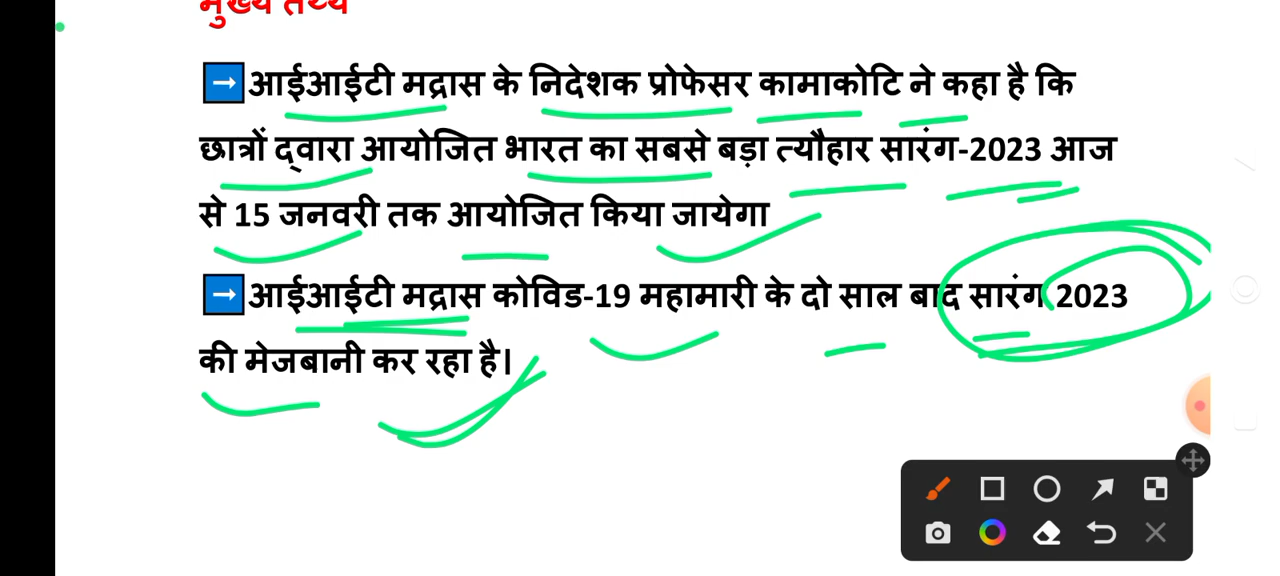 मुख्य तथ्य
➡आईआईटी मद्रास के निदेशक प्रोफेसर कामाकोटि ने कहा है कि
छात्रों द्वारा आयोजित भारत का सबसे बड़ा त्यौहार सारंग-2023 आज
से 15 जनवरी तक आयोजित किया जायेगा
➡आईआईटी मद्रास कोविड-19 महामारी के दो साल बाद सारंग 2023
की मेजबानी कर रहा है।